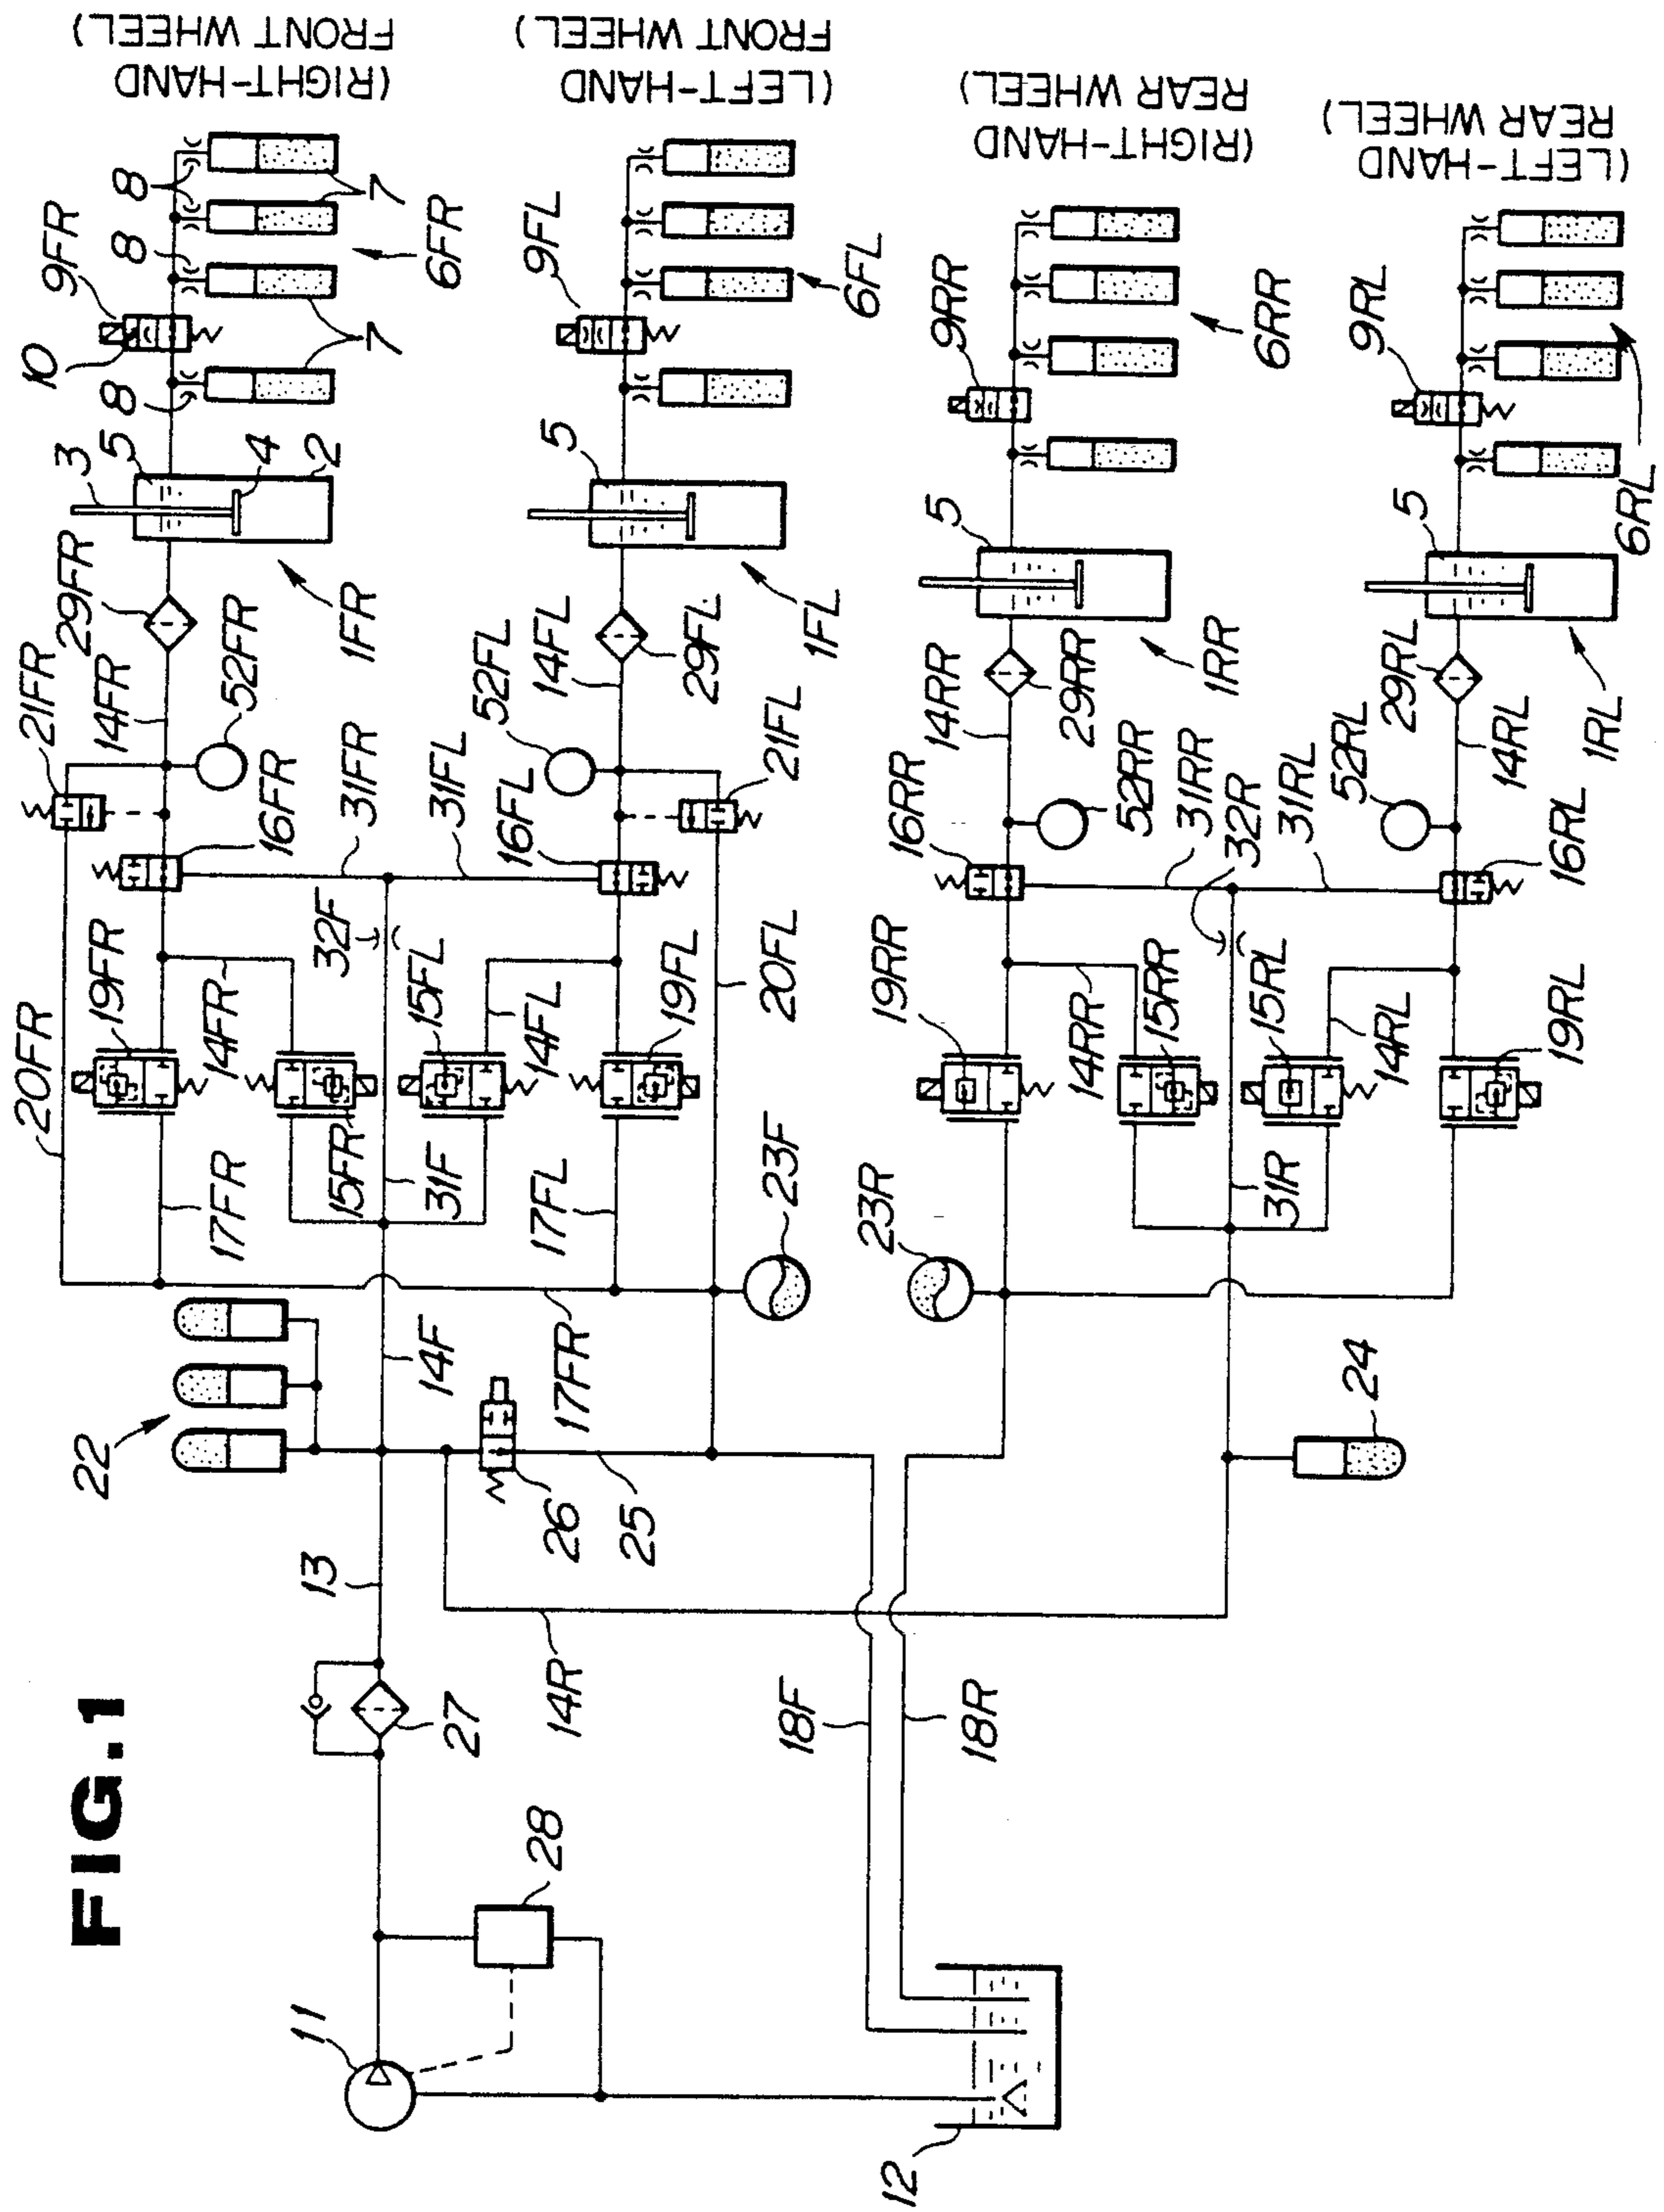 FIG.1
(RIGHT-HAND
FRONT WHEEL)
(LEFT-HAND
FRONT WHEEL)
(RIGHT-HAND
REAR WHEEL)
(LEFT-HAND
REAR WHEEL)
8
7
9FR
8
6FR
10
7
8
3
5
4
2
29FR
1FR
21FR
14FR
52FR
16FR
31FR
20FR
19FR
14FR
15FR
32F
17FR
9FL
6FL
5
1FL
52FL
14FL
29FL
21FL
31FL
16FL
15FL
14FL
19FL
20FL
31F
17FL
23F
9RR
6RR
5
1RR
14RR
29RR
52RR
16RR
31RR
32R
19RR
14RR
15RR
23R
9RL
6RL
5
1RL
29RL
52RL
14RL
31RL
16RL
15RL
14RL
19RL
31R
22
14F
17FR
26
25
24
13
14R
27
18F
18R
28
11
12